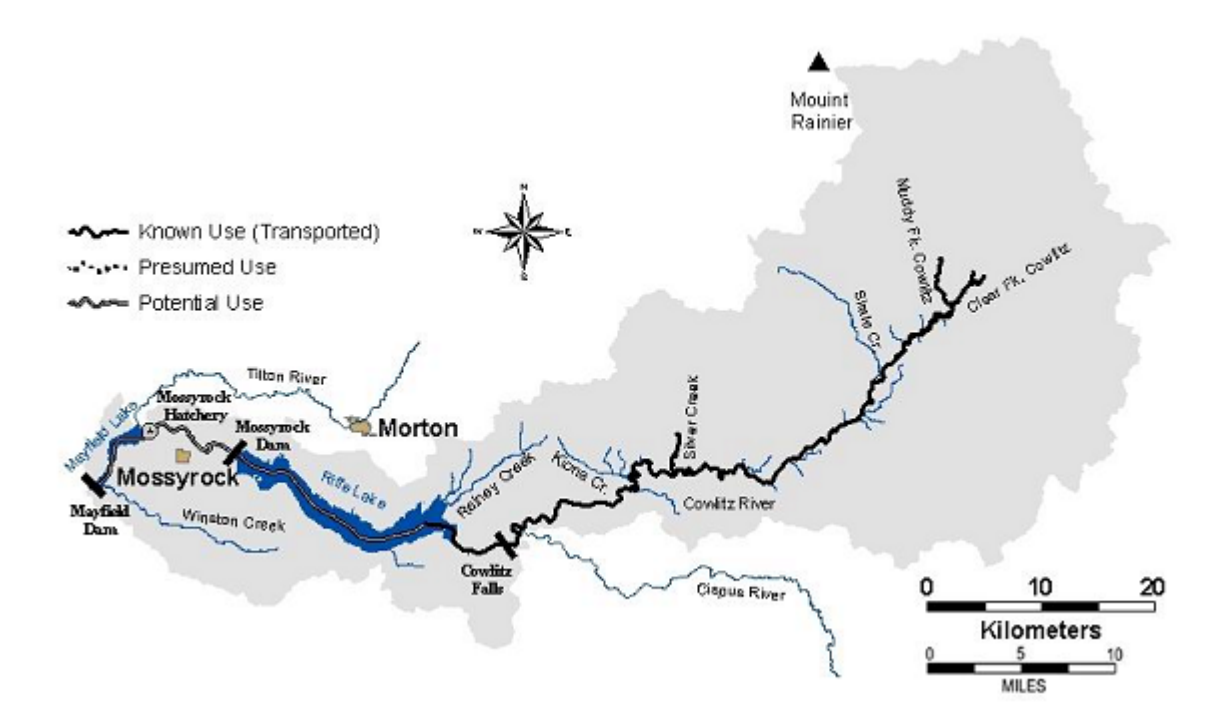 Mouint
Rainier
N
W
E
S
Known Use (Transported)
Presumed Use
Potential Use
Muddy Fk. Cowlitz
Clear Fk. Cowlitz
Skate Cr.
Tilton River
Mossyrock
Hatchery
Mayfield Lake
Mossyrock
Dam
Morton
Silver Creek
Mossyrock
Riffe Lake
Rainey Creek
Kiona Cr.
Cowlitz River
Mayfield
Dam
Winston Creek
Cowlitz
Falls
Cispus River
0 10 20
Kilometers
0 5 10
MILES